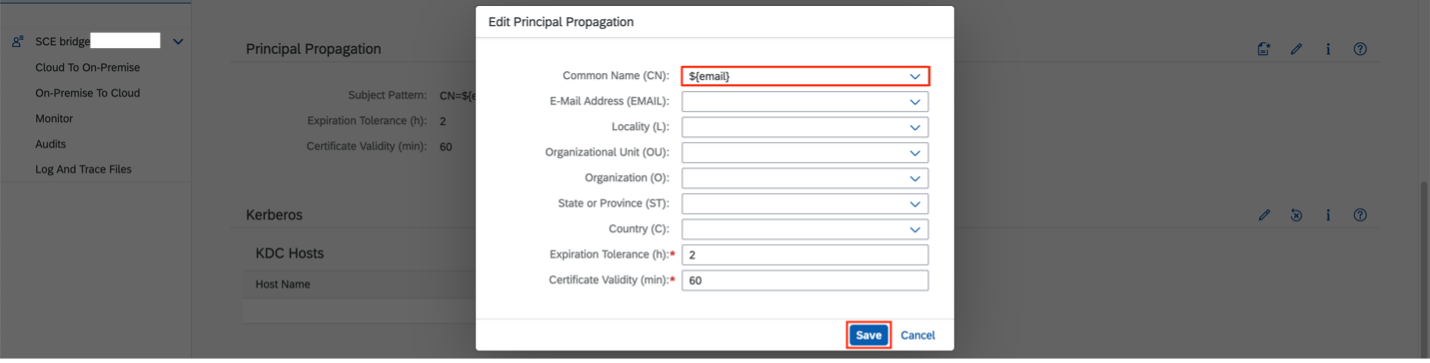 Edit Principal Propagation
SCE bridge
Cloud To On-Premise
On-Premise To Cloud
Monitor
Audits
Log And Trace Files
Principal Propagation
Subject Pattern: CN=${e
Expiration Tolerance (h): 2
Certificate Validity (min): 60
Kerberos
KDC Hosts
Host Name
Common Name (CN): ${email}
E-Mail Address (EMAIL):
Locality (L):
Organizational Unit (OU):
Organization (O):
State or Province (ST):
Country (C):
Expiration Tolerance (h):* 2
Certificate Validity (min):* 60
Save Cancel